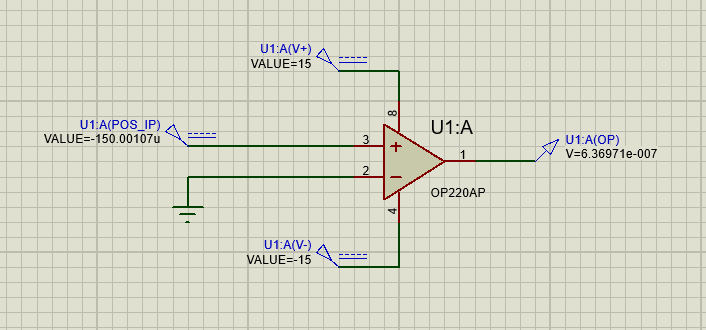 U1:A(V+)
VALUE=15
8
U1:A
U1:A(POS_IP)
VALUE=-150.00107u
3
1
U1:A(OP)
V=6.36971e-007
2
OP220AP
4
U1:A(V-)
VALUE=-15